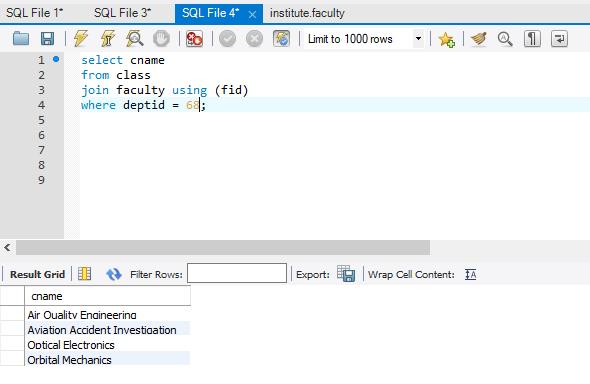 SQL File 1* SQL File 3* SQL File 4* × institute.faculty
Limit to 1000 rows
1 select cname
2 from class
3 join faculty using (fid)
4 where deptid = 68;
5
6
7
8
9
Result Grid Filter Rows: Export: Wrap Cell Content:
cname
Air Quality Engineering
Aviation Accident Investigation
Optical Electronics
Orbital Mechanics